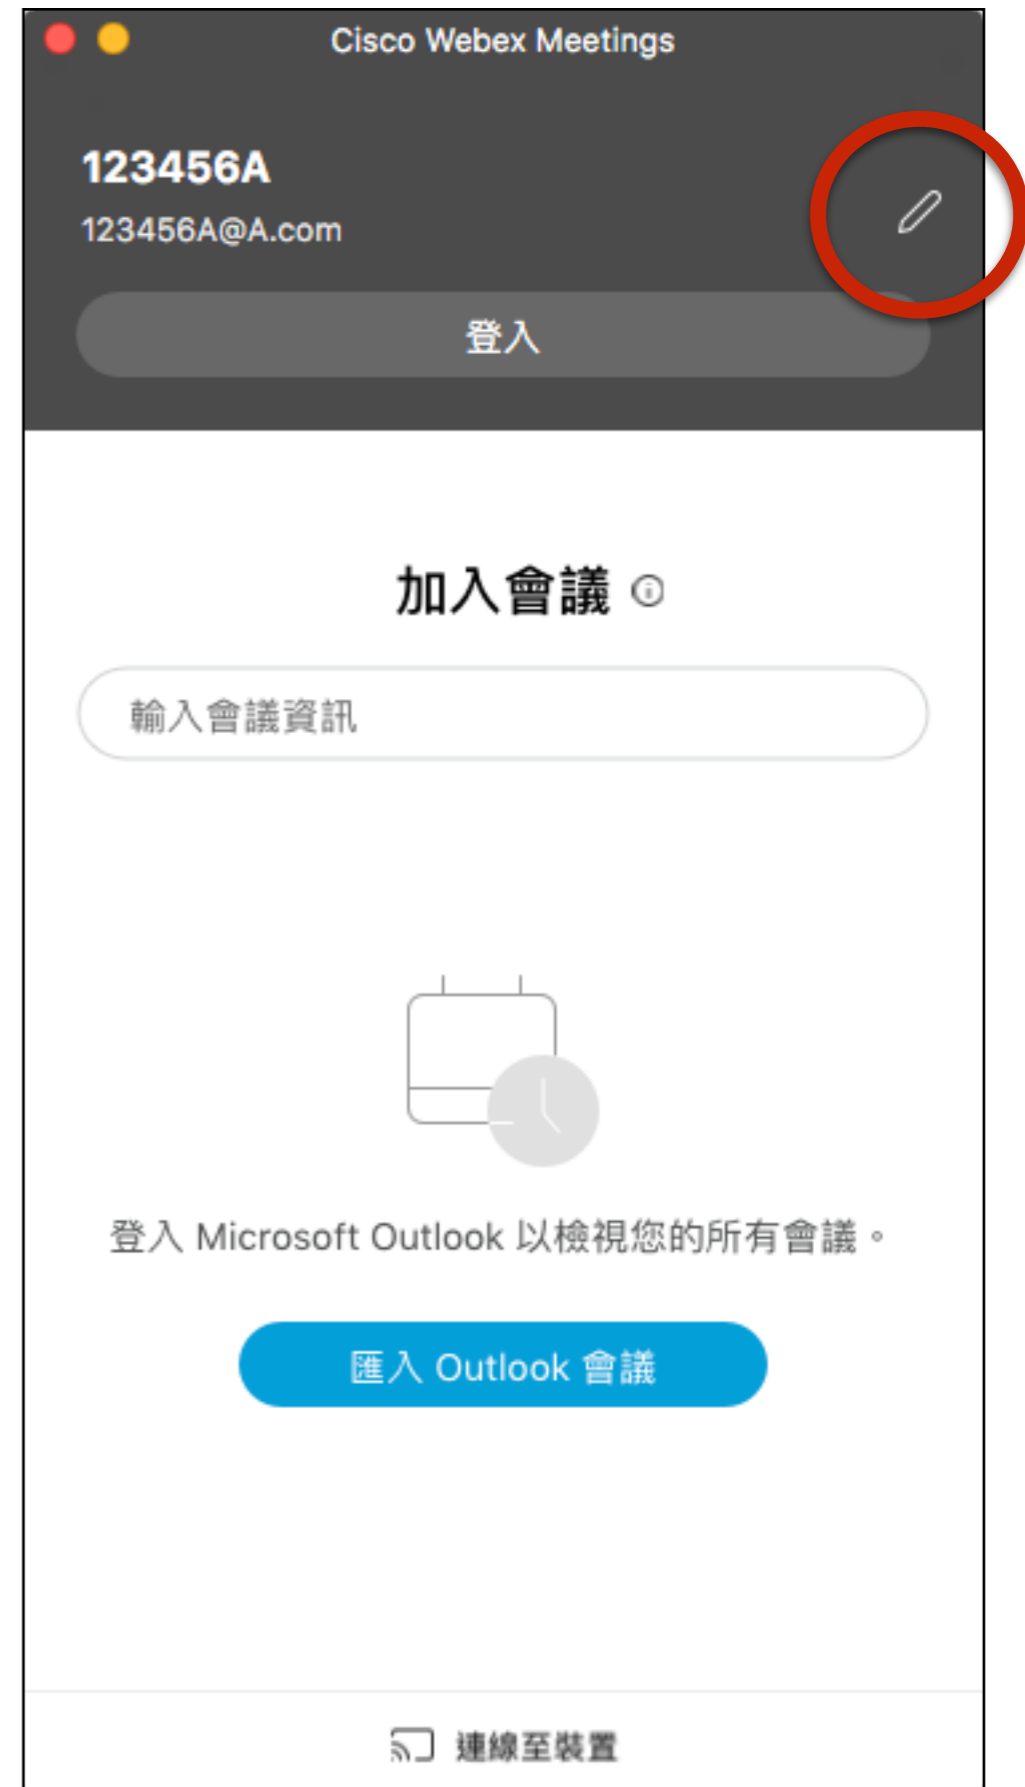 Cisco Webex Meetings
123456A
123456A@A.com
登入
加入會議
輸入會議資訊
登入 Microsoft Outlook 以檢視您的所有會議。
匯入 Outlook 會議
連線至裝置